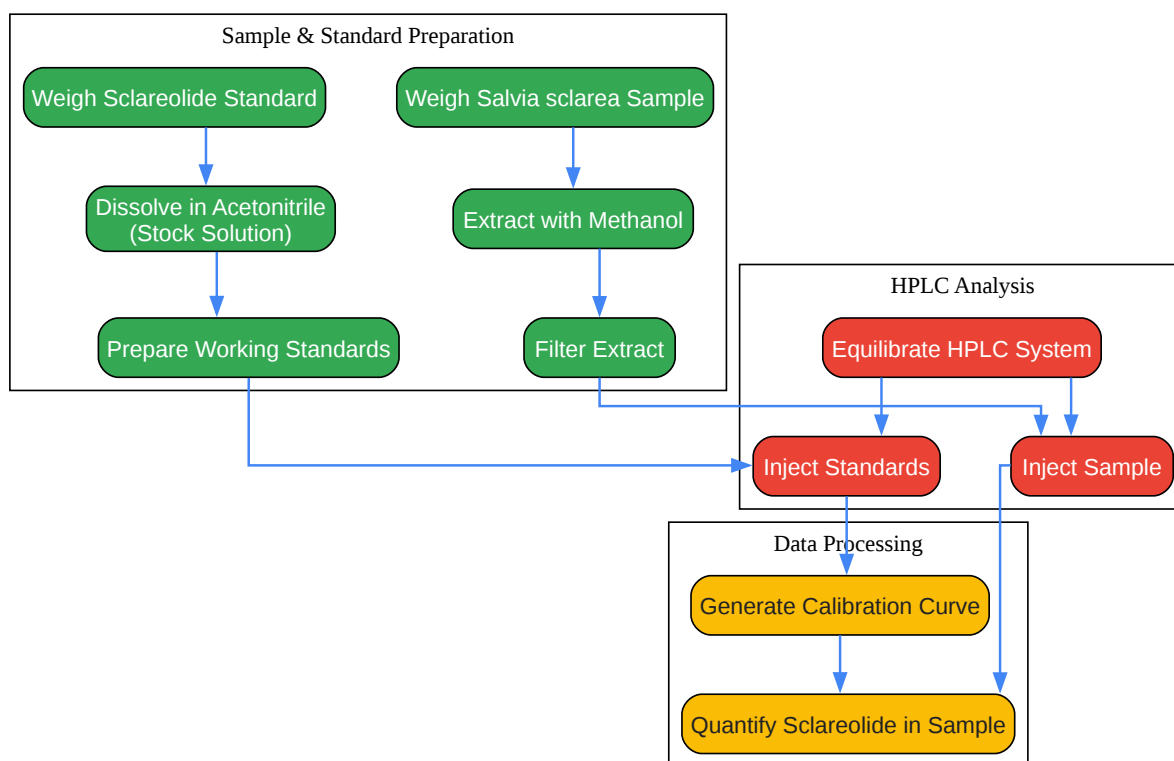 Sample & Standard Preparation
Weigh Sclareolide Standard
Weigh Salvia sclarea Sample
Dissolve in Acetonitrile
(Stock Solution)
Extract with Methanol
Prepare Working Standards
Filter Extract
HPLC Analysis
Equilibrate HPLC System
Inject Standards
Inject Sample
Data Processing
Generate Calibration Curve
Quantify Sclareolide in Sample